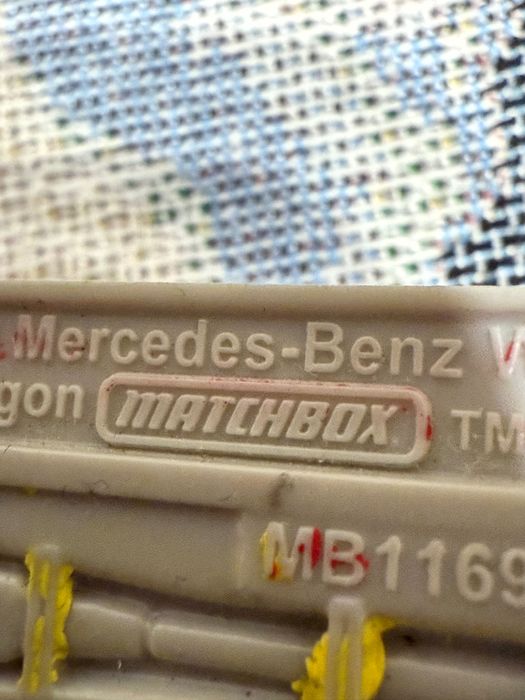 Mercedes-Benz W
gon MATCHBOX TM
MB1169